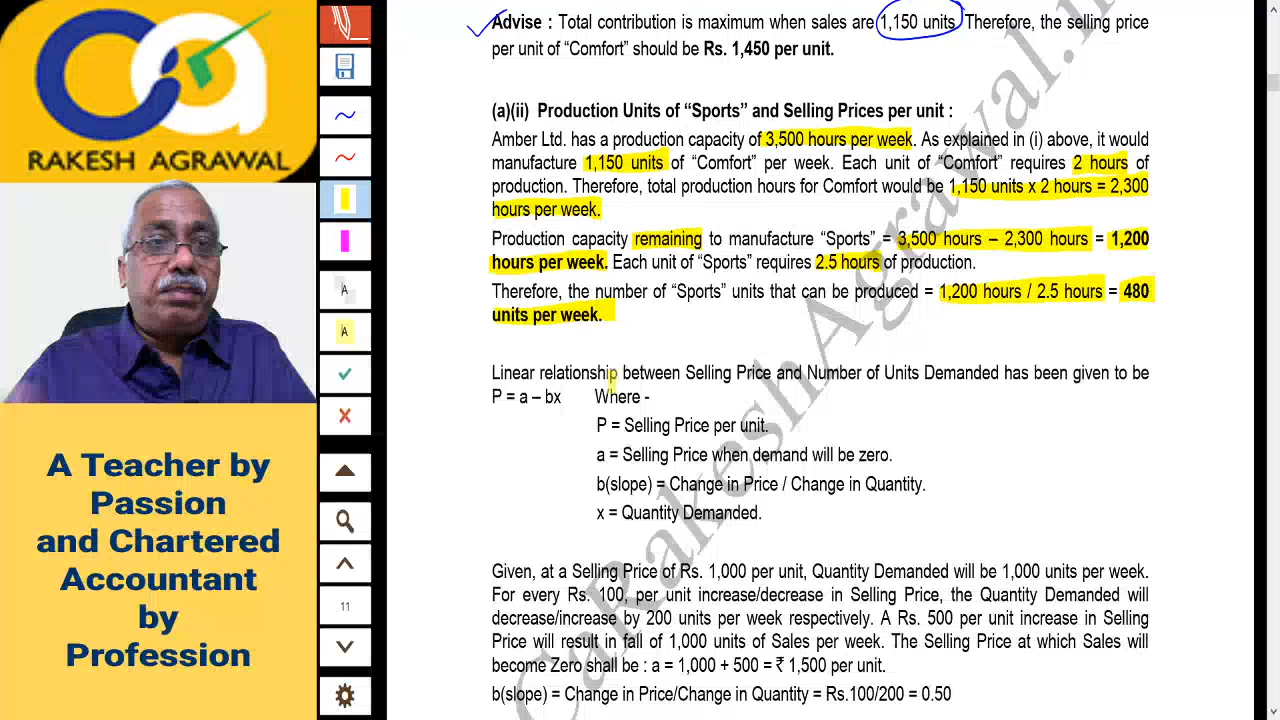 RAKESH AGRAWAL
A Teacher by
Passion
and Chartered
Accountant
by
Profession
A
A
11
Advise : Total contribution is maximum when sales are 1,150 units. Therefore, the selling price
per unit of “Comfort” should be Rs. 1,450 per unit.
(a)(ii) Production Units of “Sports” and Selling Prices per unit :
Amber Ltd. has a production capacity of 3,500 hours per week. As explained in (i) above, it would
manufacture 1,150 units of “Comfort” per week. Each unit of “Comfort” requires 2 hours of
production. Therefore, total production hours for Comfort would be 1,150 units x 2 hours = 2,300
hours per week.
Production capacity remaining to manufacture “Sports” = 3,500 hours – 2,300 hours = 1,200
hours per week. Each unit of “Sports” requires 2.5 hours of production.
Therefore, the number of “Sports” units that can be produced = 1,200 hours / 2.5 hours = 480
units per week.
Linear relationship between Selling Price and Number of Units Demanded has been given to be
P = a – bx Where -
P = Selling Price per unit.
a = Selling Price when demand will be zero.
b(slope) = Change in Price / Change in Quantity.
x = Quantity Demanded.
Given, at a Selling Price of Rs. 1,000 per unit, Quantity Demanded will be 1,000 units per week.
For every Rs. 100, per unit increase/decrease in Selling Price, the Quantity Demanded will
decrease/increase by 200 units per week respectively. A Rs. 500 per unit increase in Selling
Price will result in fall of 1,000 units of Sales per week. The Selling Price at which Sales will
become Zero shall be : a = 1,000 + 500 = ₹ 1,500 per unit.
b(slope) = Change in Price/Change in Quantity = Rs.100/200 = 0.50